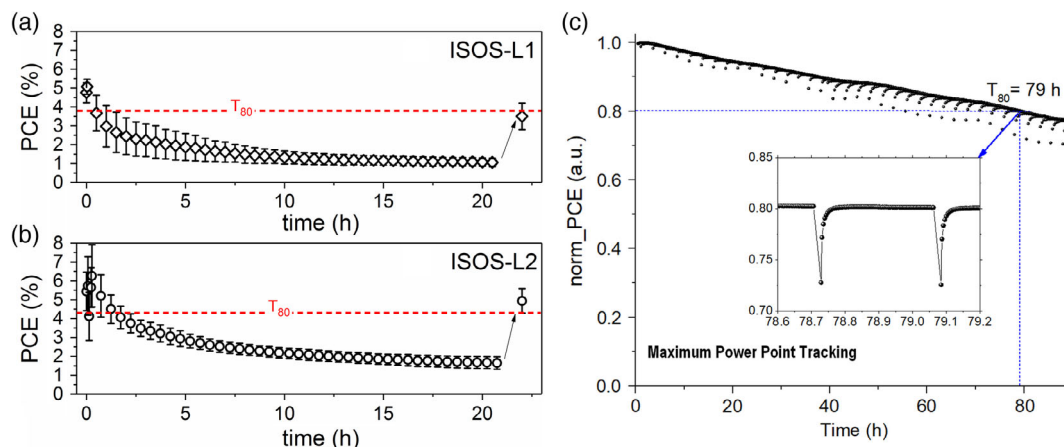 (a)
ISOS-L1
T80
PCE (%)
8
7
6
5
4
3
2
1
0
0 5 10 15 20
time (h)
(b)
ISOS-L2
T80
PCE (%)
8
7
6
5
4
3
2
1
0
0 5 10 15 20
time (h)
(c)
norm_PCE (a.u.)
1.0
0.8
0.6
0.4
0.2
0.0
T80 = 79 h
0.85
0.80
0.75
0.70
78.6 78.7 78.8 78.9 79.0 79.1 79.2
Maximum Power Point Tracking
0 20 40 60 80
Time (h)